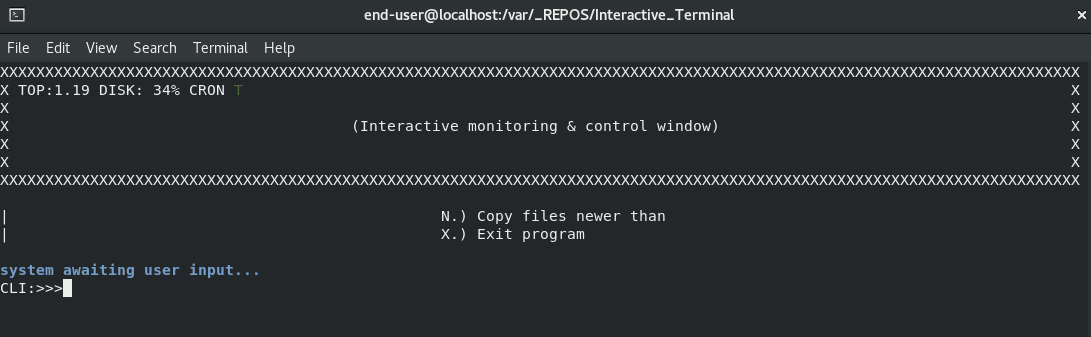 end-user@localhost:/var/_REPOS/Interactive_Terminal ×
File Edit View Search Terminal Help
XXXXXXXXXXXXXXXXXXXXXXXXXXXXXXXXXXXXXXXXXXXXXXXXXXXXXXXXXXXXXXXXXXXXXXXXXXXXXXXXXXXXXXXXXXXXXXXXXXXXXXXXXXXXXXXXXXXXXXXX
X TOP:1.19 DISK: 34% CRON T X
X X
X (Interactive monitoring & control window) X
X X
X X
XXXXXXXXXXXXXXXXXXXXXXXXXXXXXXXXXXXXXXXXXXXXXXXXXXXXXXXXXXXXXXXXXXXXXXXXXXXXXXXXXXXXXXXXXXXXXXXXXXXXXXXXXXXXXXXXXXXXXXXX
| N.) Copy files newer than
| X.) Exit program
system awaiting user input...
CLI:>>>